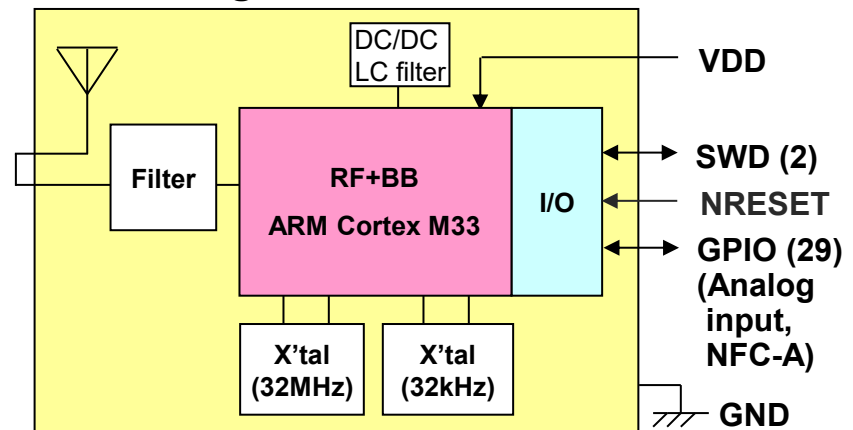 DC/DC
LC filter
VDD
Filter
RF+BB
ARM Cortex M33
I/O
SWD (2)
NRESET
GPIO (29)
(Analog
input,
NFC-A)
X'tal
(32MHz)
X'tal
(32kHz)
GND